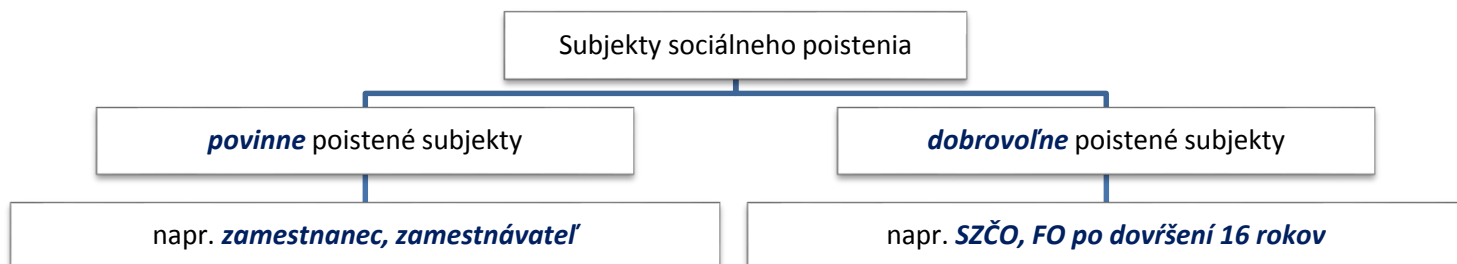 Subjekty sociálneho poistenia
povinne poistené subjekty
dobrovoľne poistené subjekty
napr. zamestnanec, zamestnávateľ
napr. SZČO, FO po dovŕšení 16 rokov